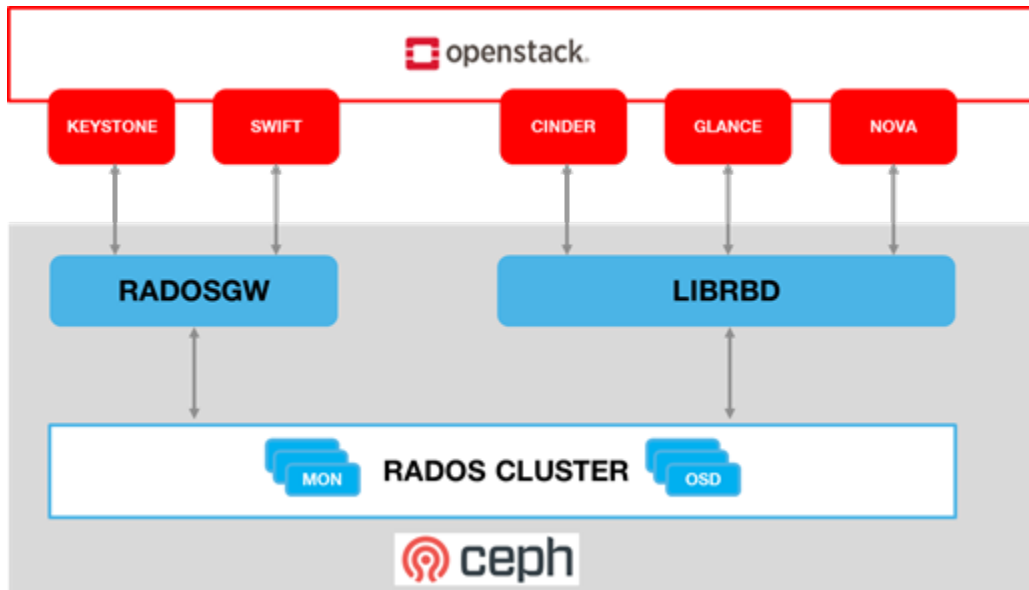 openstack.
KEYSTONE
SWIFT
CINDER
GLANCE
NOVA
RADOSGW
LIBRBD
MON
RADOS CLUSTER
OSD
ceph